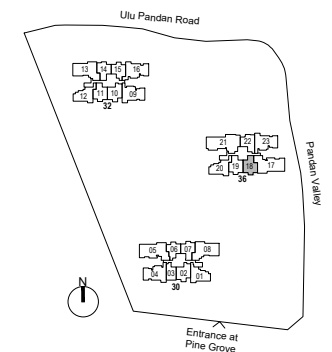 Ulu Pandan Road
13 14 15 16
12 11 10 09
32
21 22 23
20 19 18 17
36
Pandan Valley
05 06 07 08
04 03 02 01
30
N
Entrance at
Pine Grove